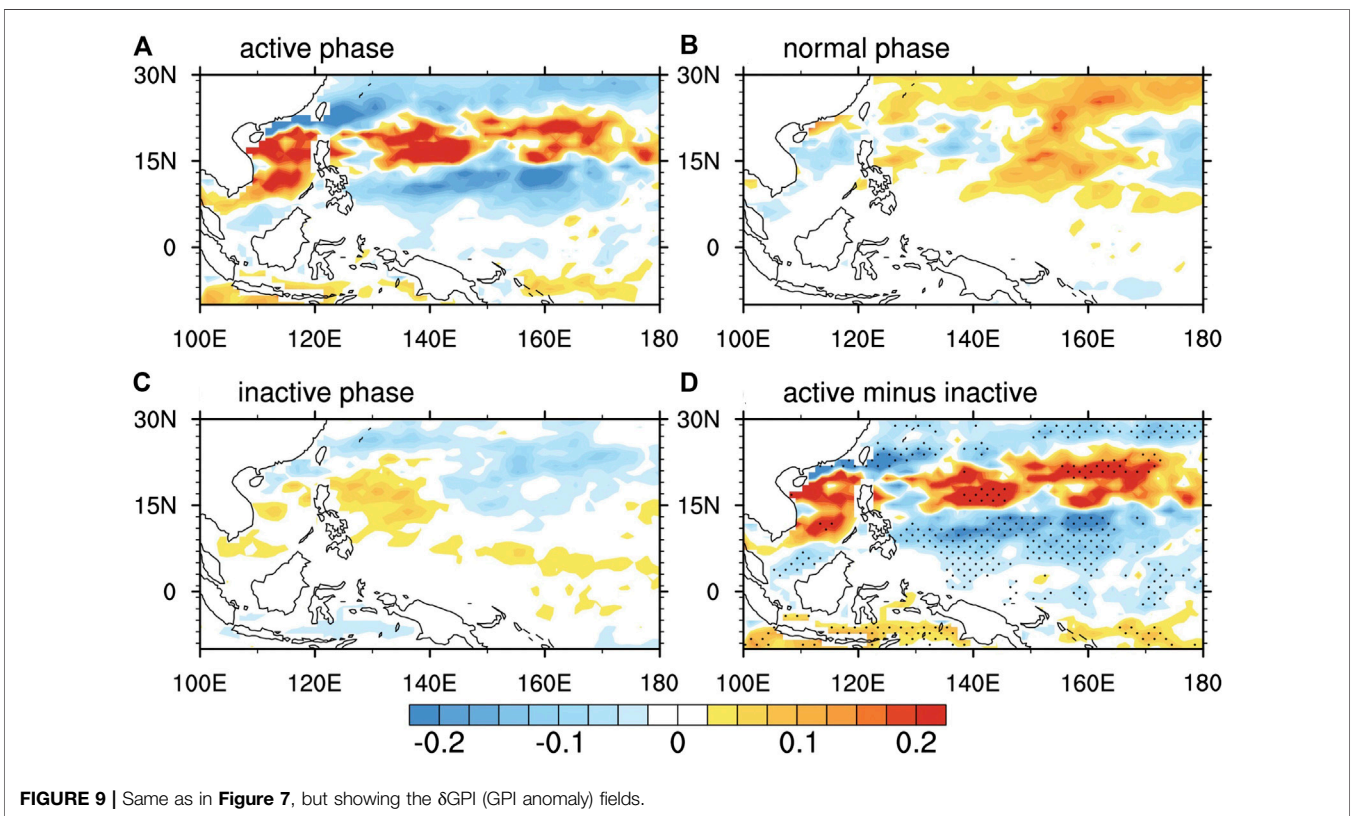 A active phase
B normal phase
30N
15N
0
100E 120E 140E 160E 180
30N
15N
0
100E 120E 140E 160E 180
C inactive phase
D active minus inactive
30N
15N
0
100E 120E 140E 160E 180
30N
15N
0
100E 120E 140E 160E 180
-0.2 -0.1 0 0.1 0.2
FIGURE 9 | Same as in Figure 7, but showing the δGPI (GPI anomaly) fields.